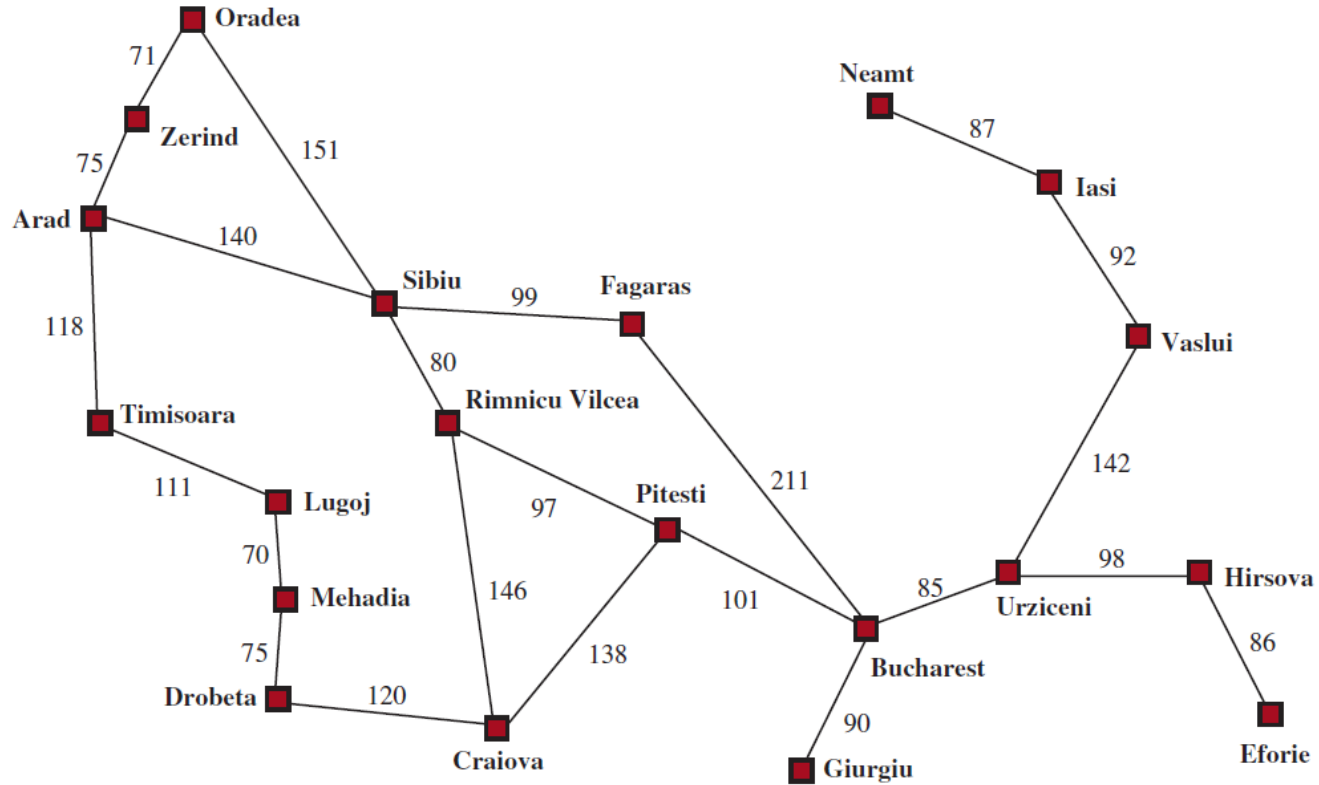 Oradea
71
Neamt
87
Zerind
151
75
Iasi
Arad
140
92
Sibiu
Fagaras
99
118
80
Vaslui
Rimnicu Vilcea
Timisoara
142
111
211
Lugoj
97
Pitesti
70
98
Mehadia
146
101
85
Urziceni
Hirsova
75
138
86
Bucharest
Drobeta
120
90
Craiova
Giurgiu
Eforie